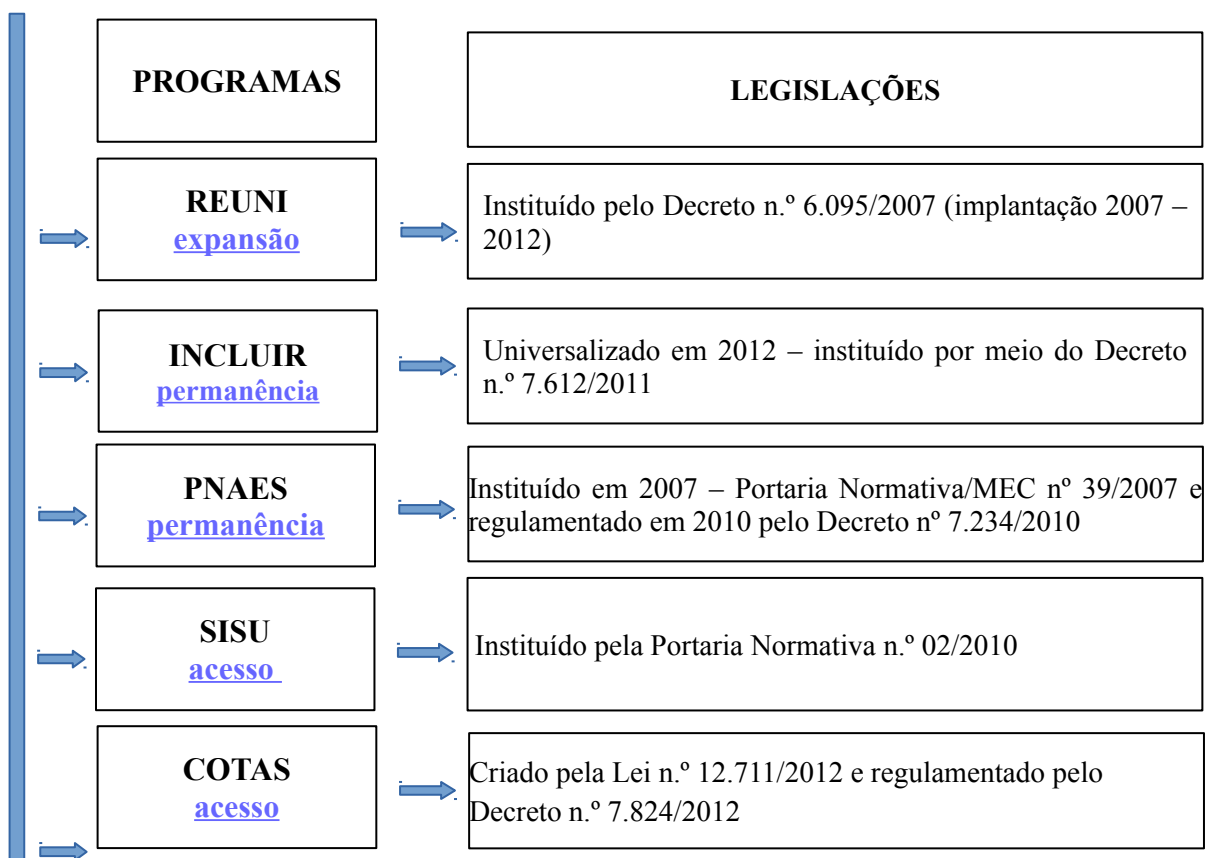 PROGRAMAS
LEGISLAÇÕES
REUNI
expansão
Instituído pelo Decreto n.º 6.095/2007 (implantação 2007 –
2012)
INCLUIR
permanência
Universalizado em 2012 – instituído por meio do Decreto
n.º 7.612/2011
PNAES
permanência
Instituído em 2007 – Portaria Normativa/MEC nº 39/2007 e
regulamentado em 2010 pelo Decreto nº 7.234/2010
SISU
acesso
Instituído pela Portaria Normativa n.º 02/2010
COTAS
acesso
Criado pela Lei n.º 12.711/2012 e regulamentado pelo
Decreto n.º 7.824/2012